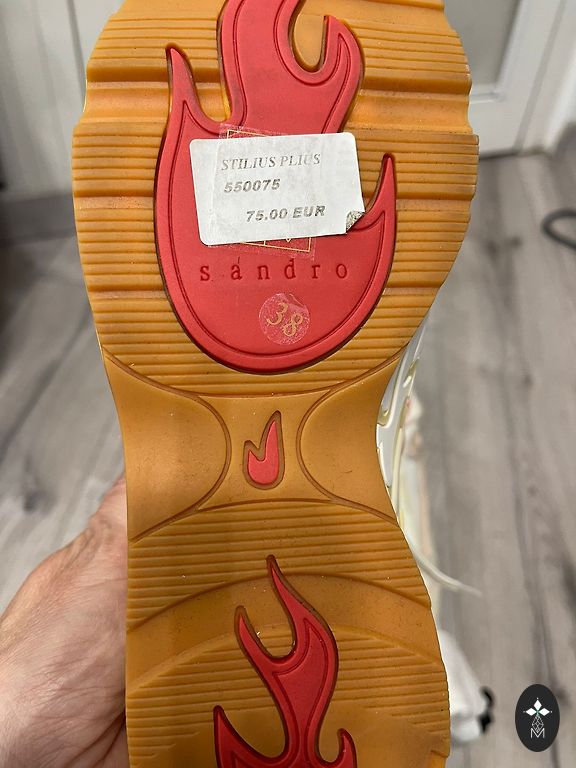 STILIUS PLIUS
550075
75.00 EUR
sandro
38